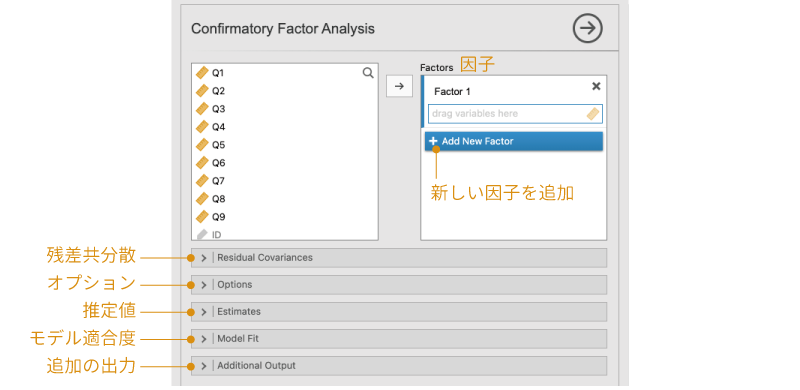 Confirmatory Factor Analysis
Factors 因子
Q1
Q2
Q3
Q4
Q5
Q6
Q7
Q8
Q9
ID
Factor 1
drag variables here
Add New Factor
新しい因子を追加
残差共分散 Residual Covariances
オプション Options
推定値 Estimates
モデル適合度 Model Fit
追加の出力 Additional Output